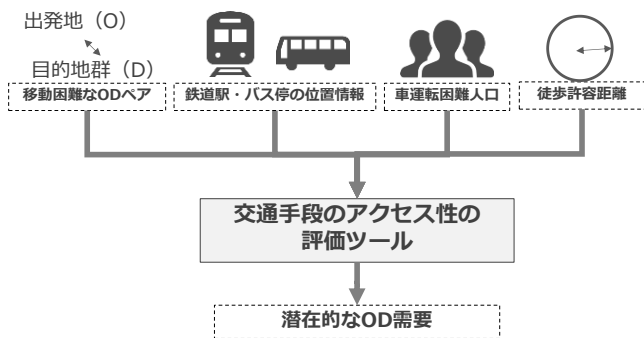 出発地（O）
目的地群（D）
移動困難なODペア
鉄道駅・バス停の位置情報
車運転困難人口
徒歩許容距離
交通手段のアクセス性の
評価ツール
潜在的なOD需要